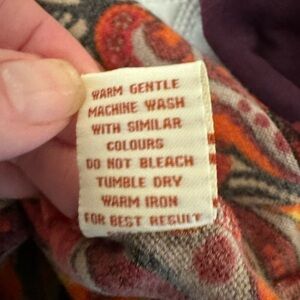 WARM GENTLE
MACHINE WASH
WITH SIMILAR
COLOURS
DO NOT BLEACH
TUMBLE DRY
WARM IRON
FOR BEST RESULT